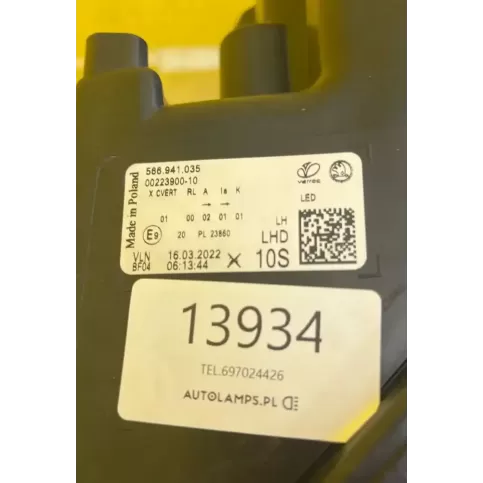 Made in Poland
566.941.035
00223900-10
X CVERT RL A 1a K
→ →
01 00 02 01 01
E9 20 PL 23860
LED
LH
LHD
VLN 16.03.2022
BF04 06:13:44 X 10S
13934
TEL.697024426
AUTOLAMPS.PL